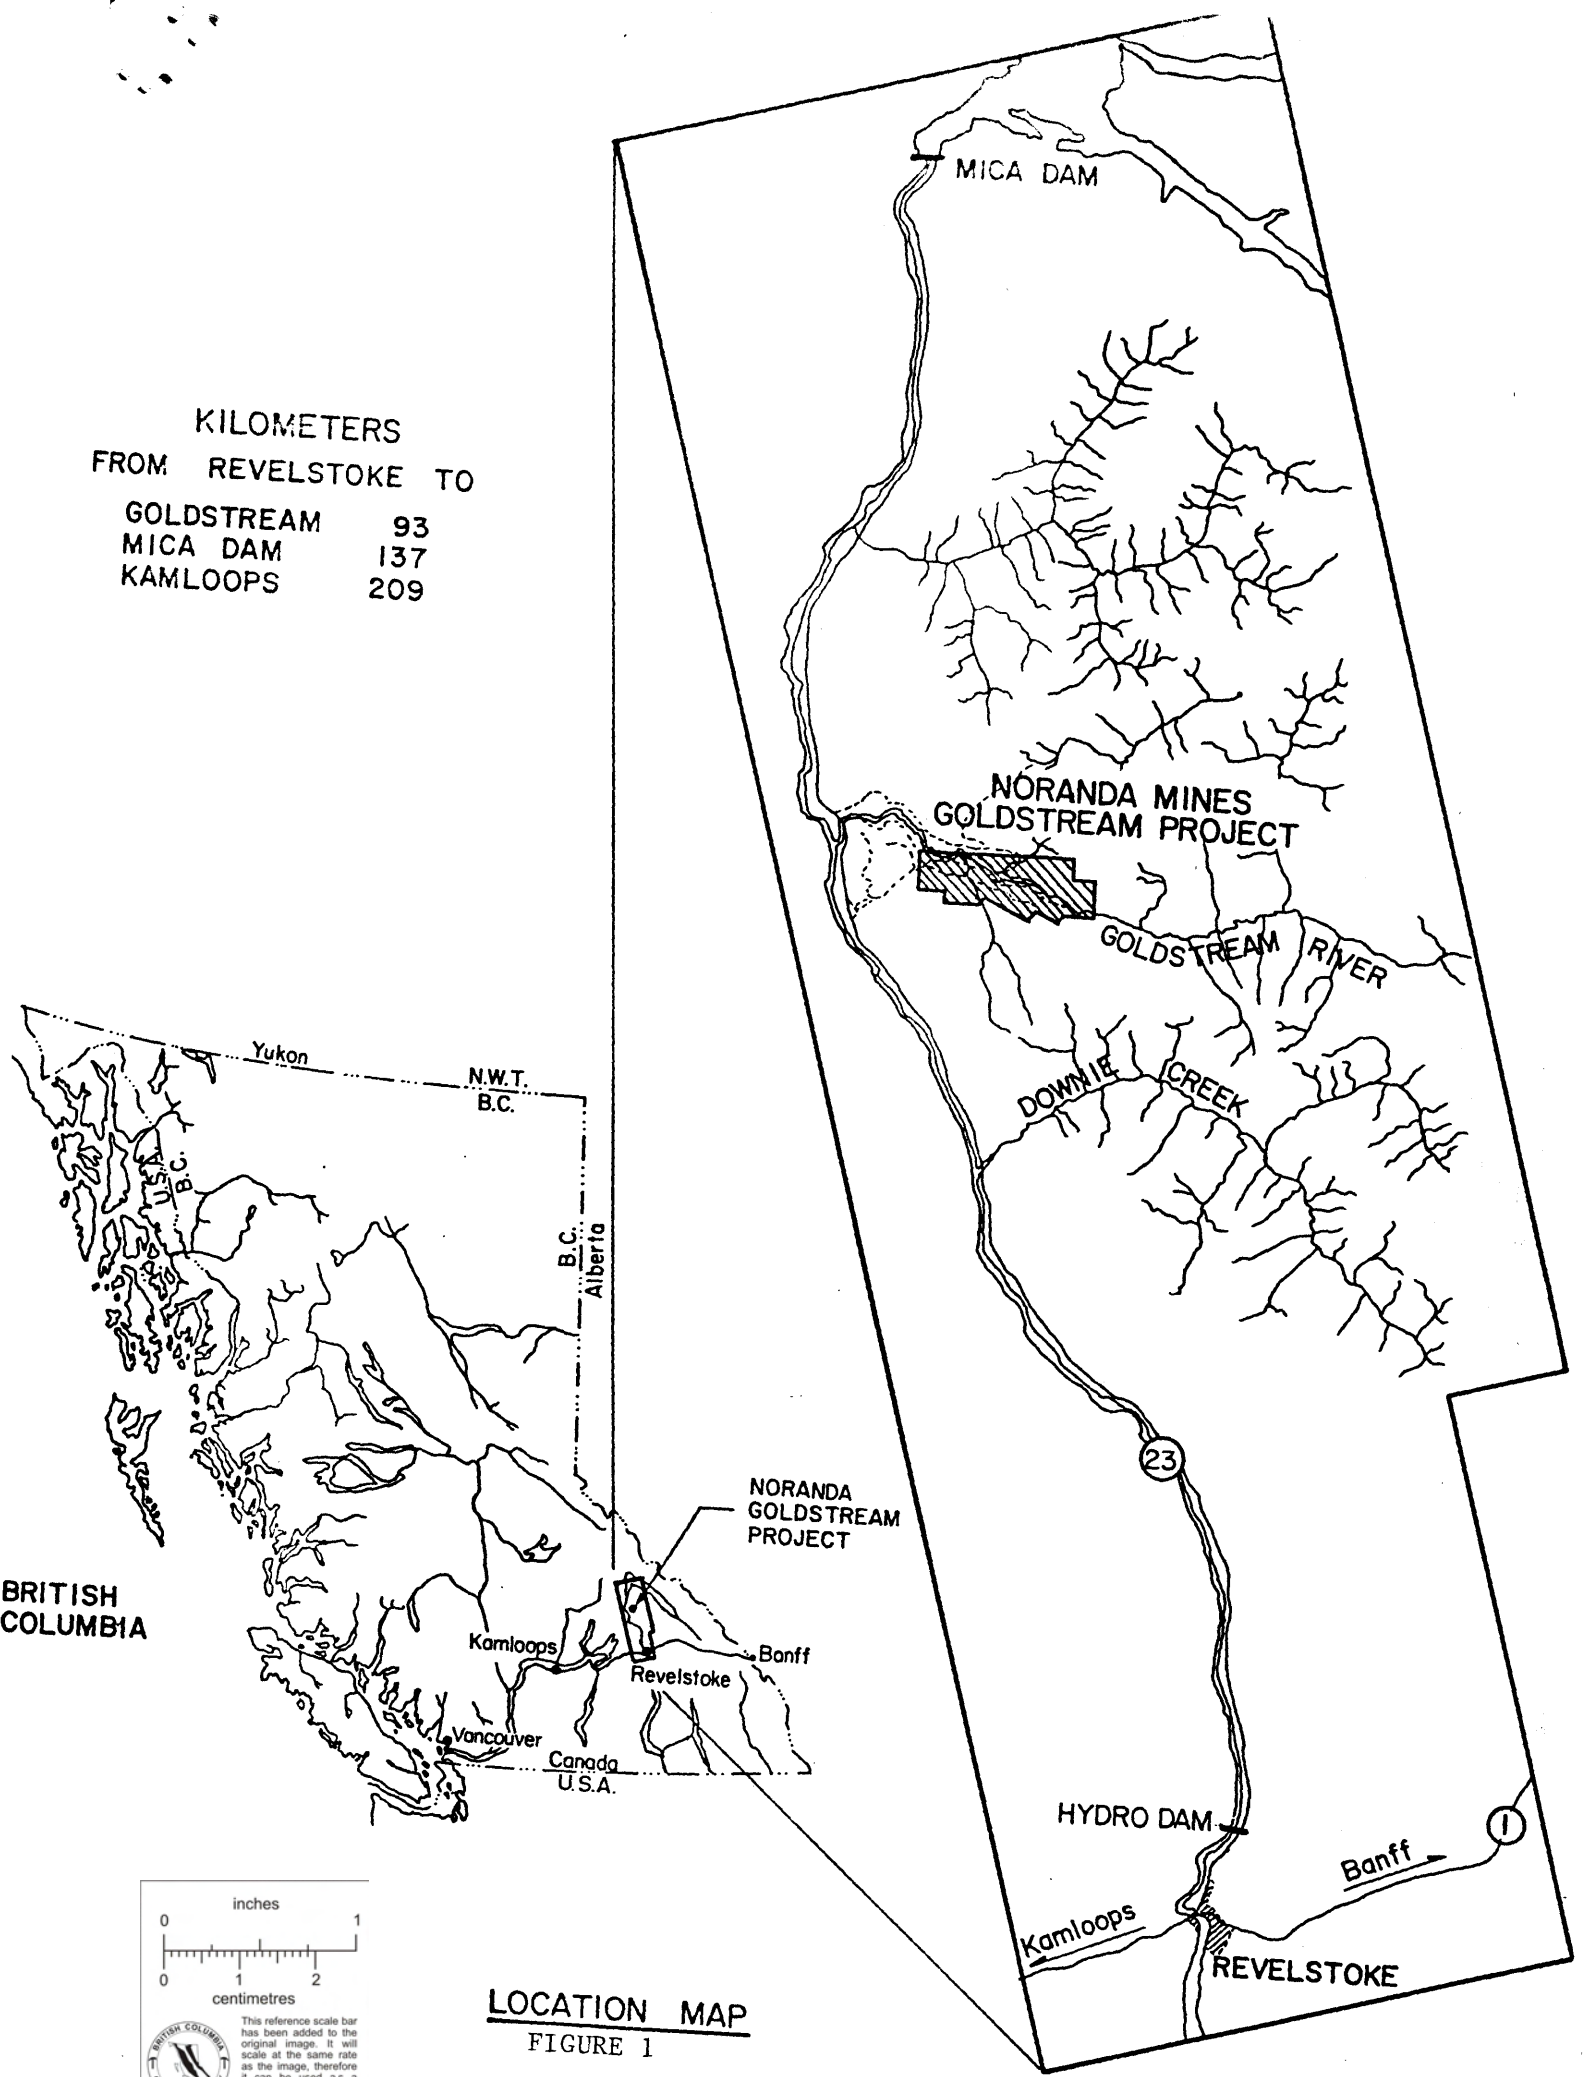 MICA DAM
KILOMETERS
FROM REVELSTOKE TO
GOLDSTREAM 93
MICA DAM 137
KAMLOOPS 209
NORANDA MINES
GOLDSTREAM PROJECT
GOLDSTREAM RIVER
DOWNIE CREEK
Yukon
N.W.T.
B.C.
U.S.A.
B.C.
B.C.
Alberta
23
NORANDA
GOLDSTREAM
PROJECT
BRITISH
COLUMBIA
Kamloops
Banff
Revelstoke
Vancouver
Canada
U.S.A.
HYDRO DAM
1
Banff
Kamloops
REVELSTOKE
inches
0 1
0 1 2
centimetres
This reference scale bar
has been added to the
original image. It will
scale at the same rate
as the image, therefore
BRITISH COLUMBIA
LOCATION MAP
FIGURE 1